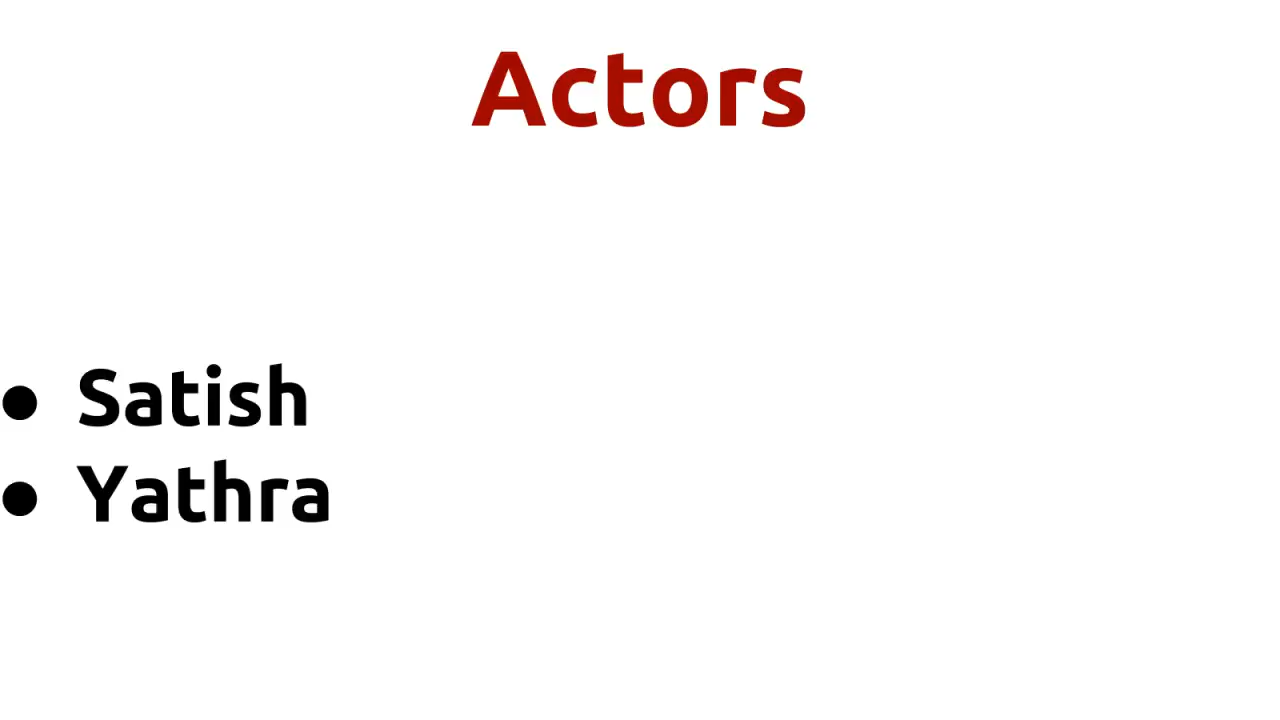 Actors
● Satish
● Yathra